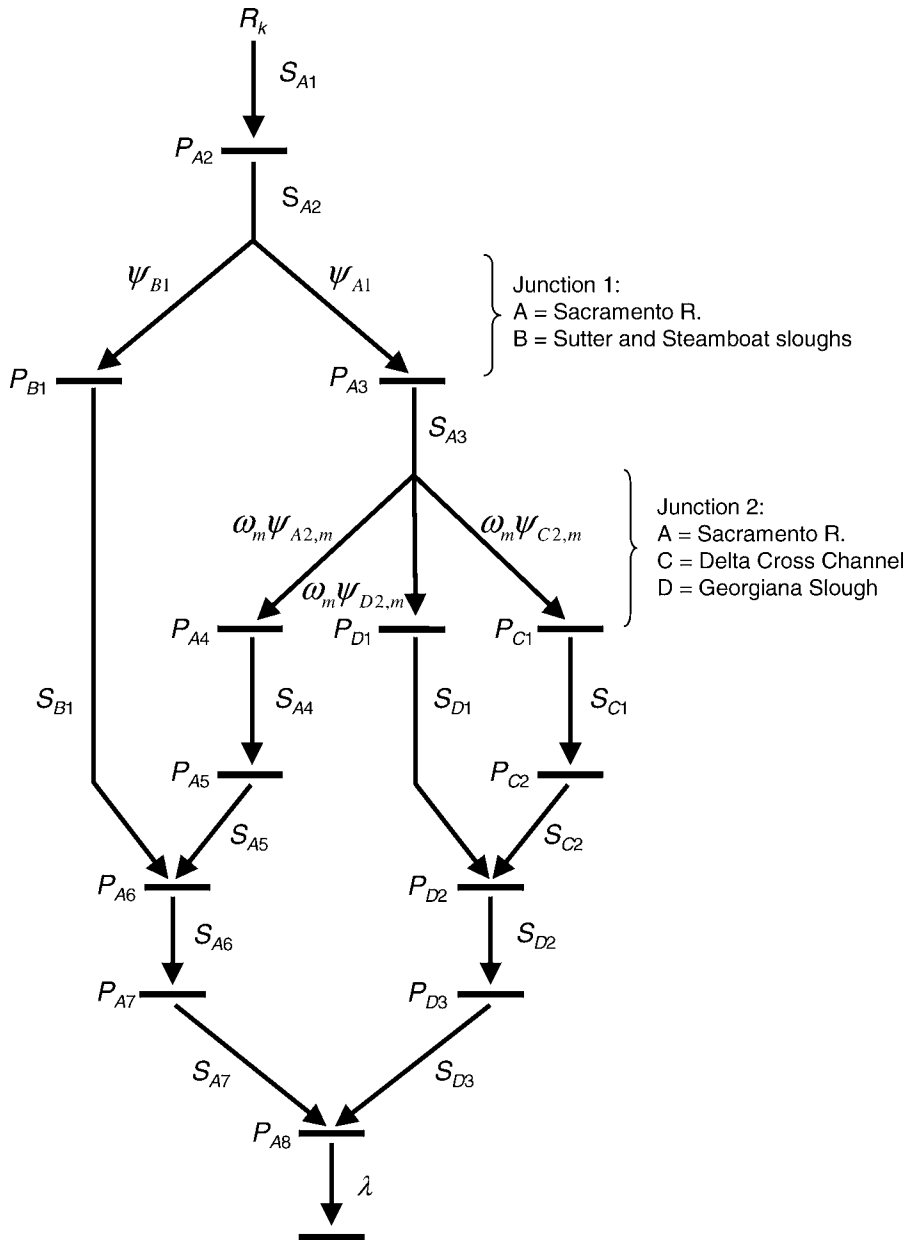 R_k
S_A1
P_A2
S_A2
ψ_B1
ψ_A1
Junction 1:
A = Sacramento R.
B = Sutter and Steamboat sloughs
P_B1
P_A3
S_A3
ω_m ψ_A2,m
ω_m ψ_C2,m
ω_m ψ_D2,m
Junction 2:
A = Sacramento R.
C = Delta Cross Channel
D = Georgiana Slough
P_A4
P_D1
P_C1
S_B1
S_A4
S_D1
S_C1
P_A5
P_C2
S_A5
S_C2
P_A6
P_D2
S_A6
S_D2
P_A7
P_D3
S_A7
S_D3
P_A8
λ